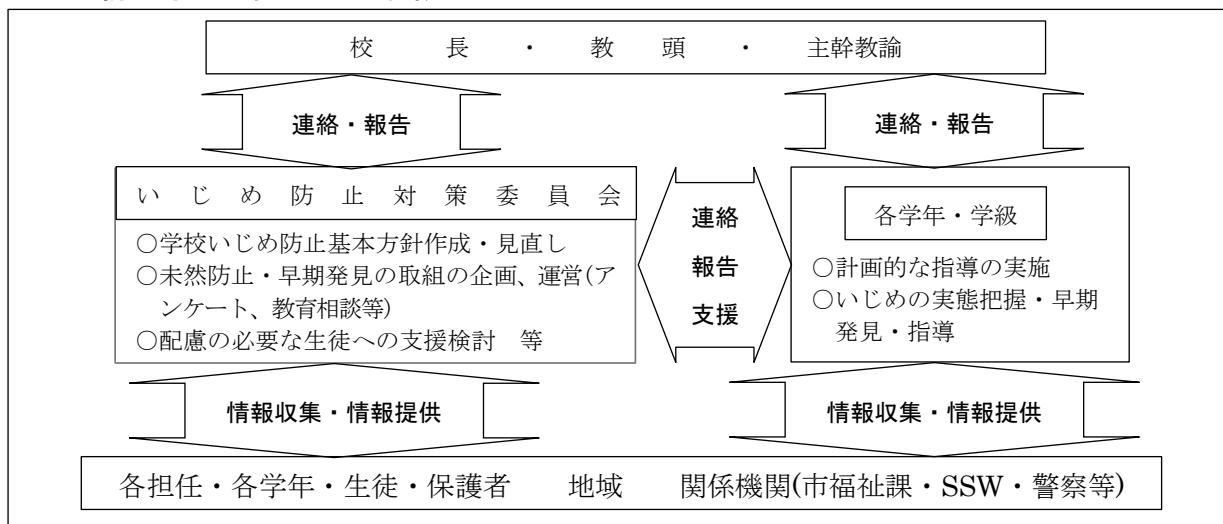 校長・教頭・主幹教諭
連絡・報告
連絡・報告
いじめ防止対策委員会
○学校いじめ防止基本方針作成・見直し
○未然防止・早期発見の取組の企画、運営(ア
ンケート、教育相談等)
○配慮の必要な生徒への支援検討　等
連絡
報告
支援
各学年・学級
○計画的な指導の実施
○いじめの実態把握・早期
発見・指導
情報収集・情報提供
情報収集・情報提供
各担任・各学年・生徒・保護者　地域　関係機関(市福祉課・SSW・警察等)